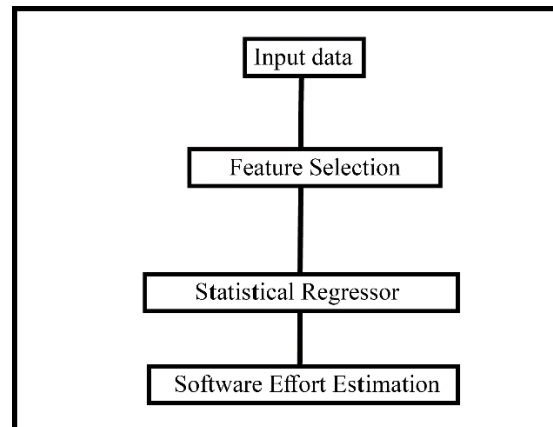 Input data
Feature Selection
Statistical Regressor
Software Effort Estimation